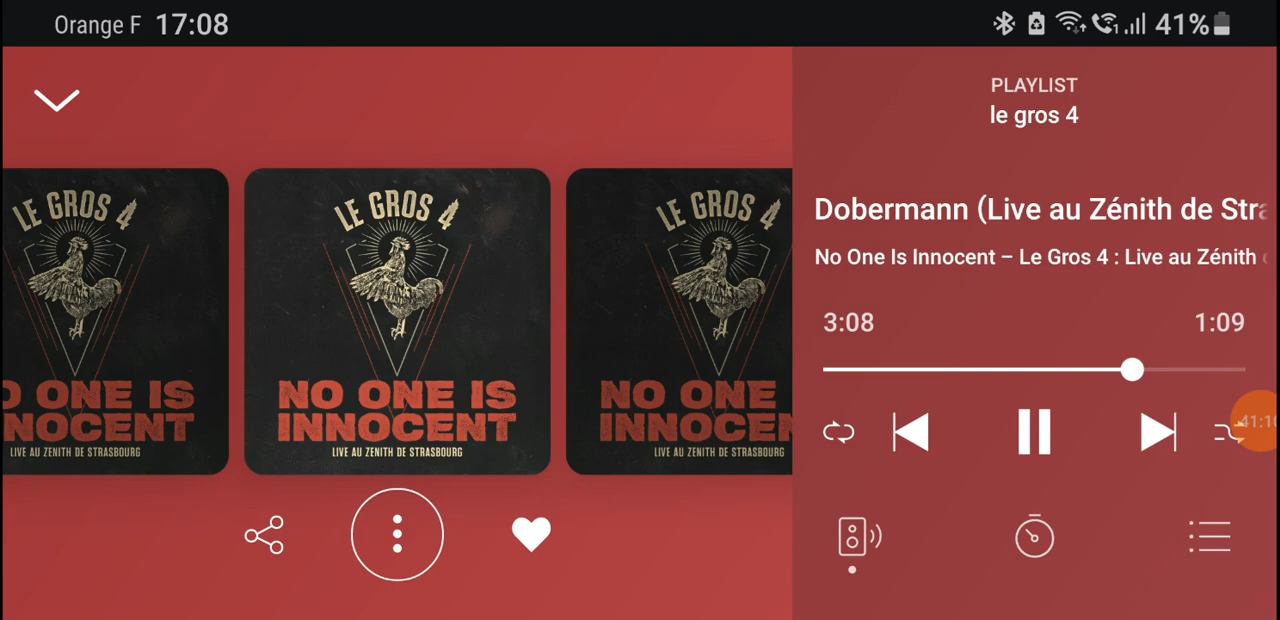 Orange F 17:08
41%
PLAYLIST
le gros 4
LE GROS 4
NO ONE IS
INNOCENT
LIVE AU ZENITH DE STRASBOURG
LE GROS 4
NO ONE IS
INNOCENT
LIVE AU ZENITH DE STRASBOURG
LE GROS 4
NO ONE
INNOCEN
LIVE AU ZENITH DE STRASBOURG
Dobermann (Live au Zénith de Stra
No One Is Innocent – Le Gros 4 : Live au Zénith
3:08
1:09